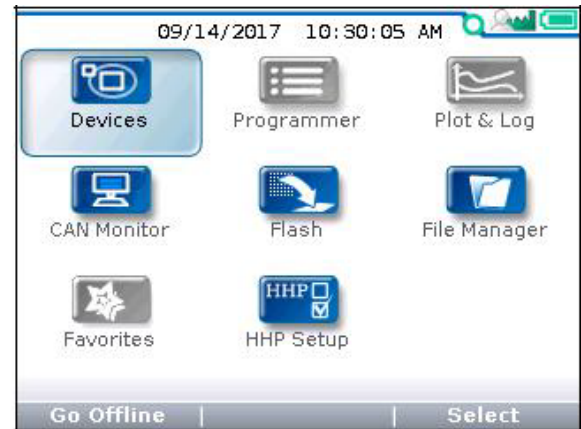 09/14/2017 10:30:05 AM
Devices Programmer Plot & Log
CAN Monitor Flash File Manager
HHP
Favorites HHP Setup
Go Offline | | Select